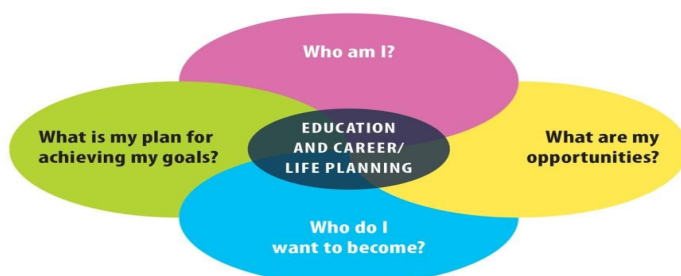 Who am I?
What is my plan for
achieving my goals?
EDUCATION
AND CAREER/
LIFE PLANNING
What are my
opportunities?
Who do I
want to become?